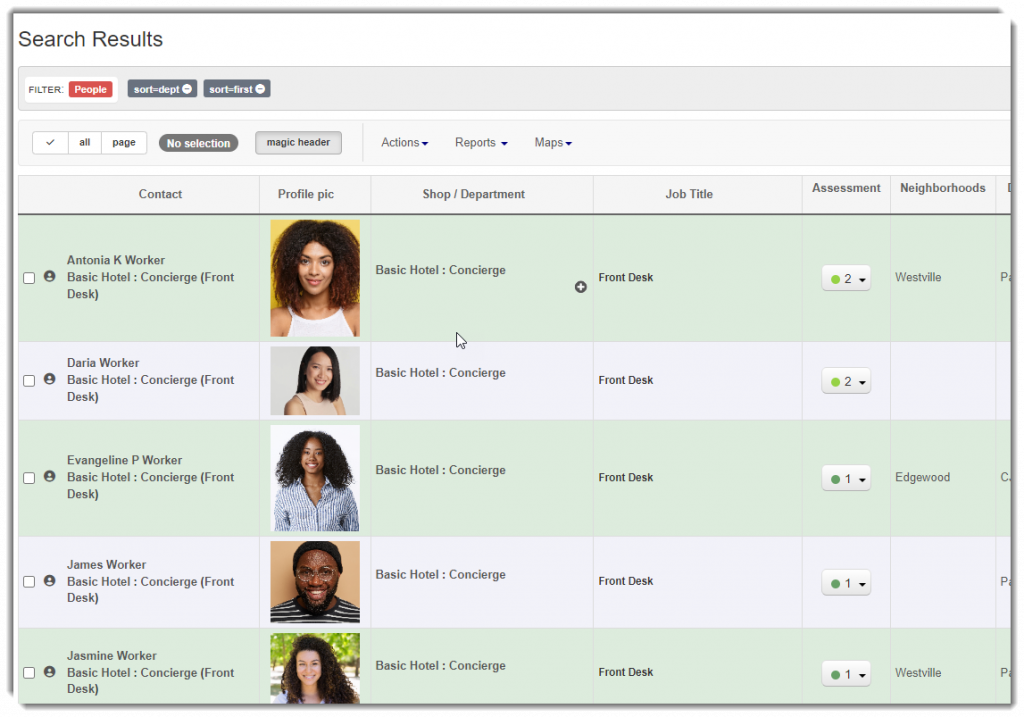 Search Results
FILTER: People sort=dept sort=first
all page No selection magic header Actions Reports Maps
Contact Profile pic Shop / Department Job Title Assessment Neighborhoods
Antonia K Worker
Basic Hotel : Concierge (Front
Desk)
Basic Hotel : Concierge
Front Desk
2
Westville
Daria Worker
Basic Hotel : Concierge (Front
Desk)
Basic Hotel : Concierge
Front Desk
2
Evangeline P Worker
Basic Hotel : Concierge (Front
Desk)
Basic Hotel : Concierge
Front Desk
1
Edgewood
James Worker
Basic Hotel : Concierge (Front
Desk)
Basic Hotel : Concierge
Front Desk
1
Jasmine Worker
Basic Hotel : Concierge (Front
Desk)
Basic Hotel : Concierge
Front Desk
1
Westville